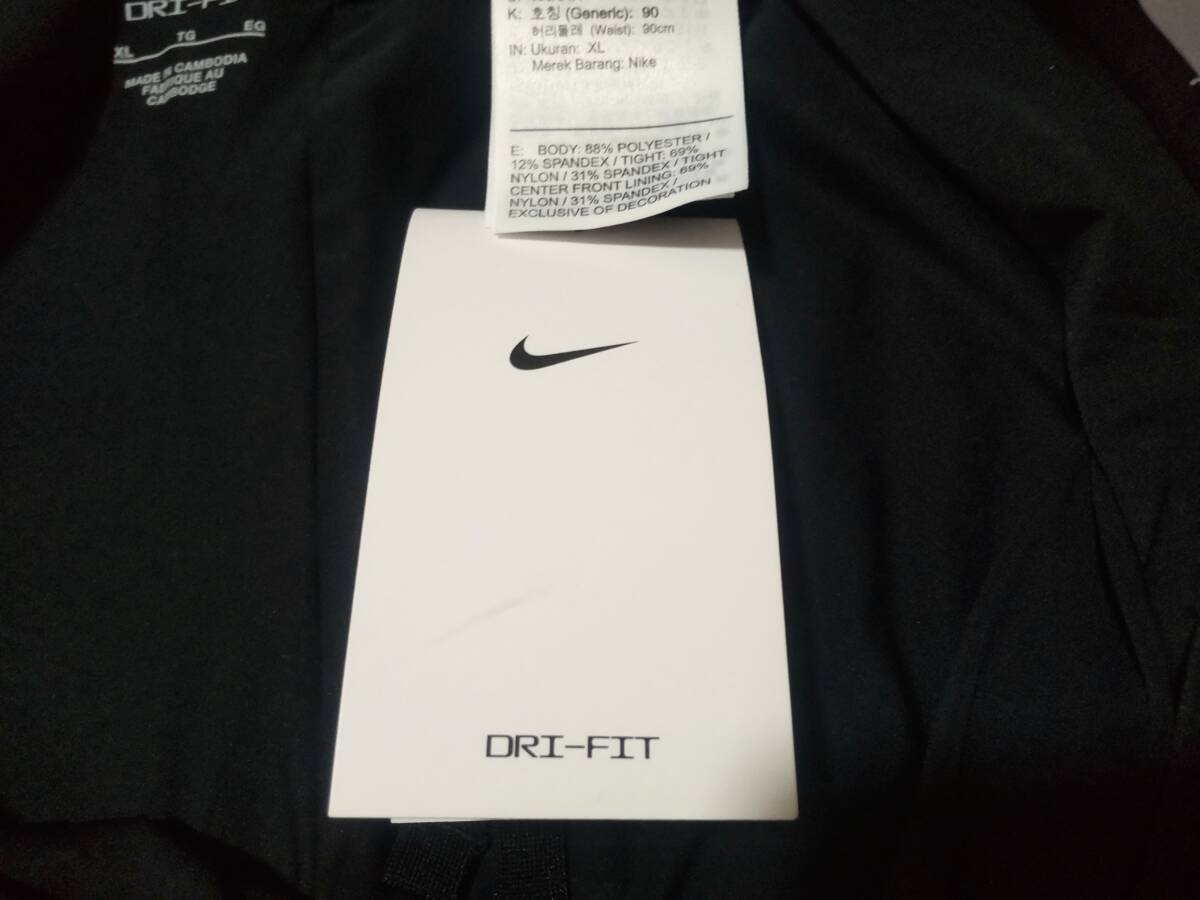 DRI-FIT
XL TG EG
MADE IN CAMBODIA
FABRIQUE AU
CAMBODGE
K: 호칭 (Generic): 90
허리둘레 (Waist): 90cm
IN: Ukuran: XL
Merek Barang: Nike
E: BODY: 88% POLYESTER /
12% SPANDEX / TIGHT: 69%
NYLON / 31% SPANDEX / TIGHT
CENTER FRONT LINING: 69%
NYLON / 31% SPANDEX /
EXCLUSIVE OF DECORATION
DRI-FIT